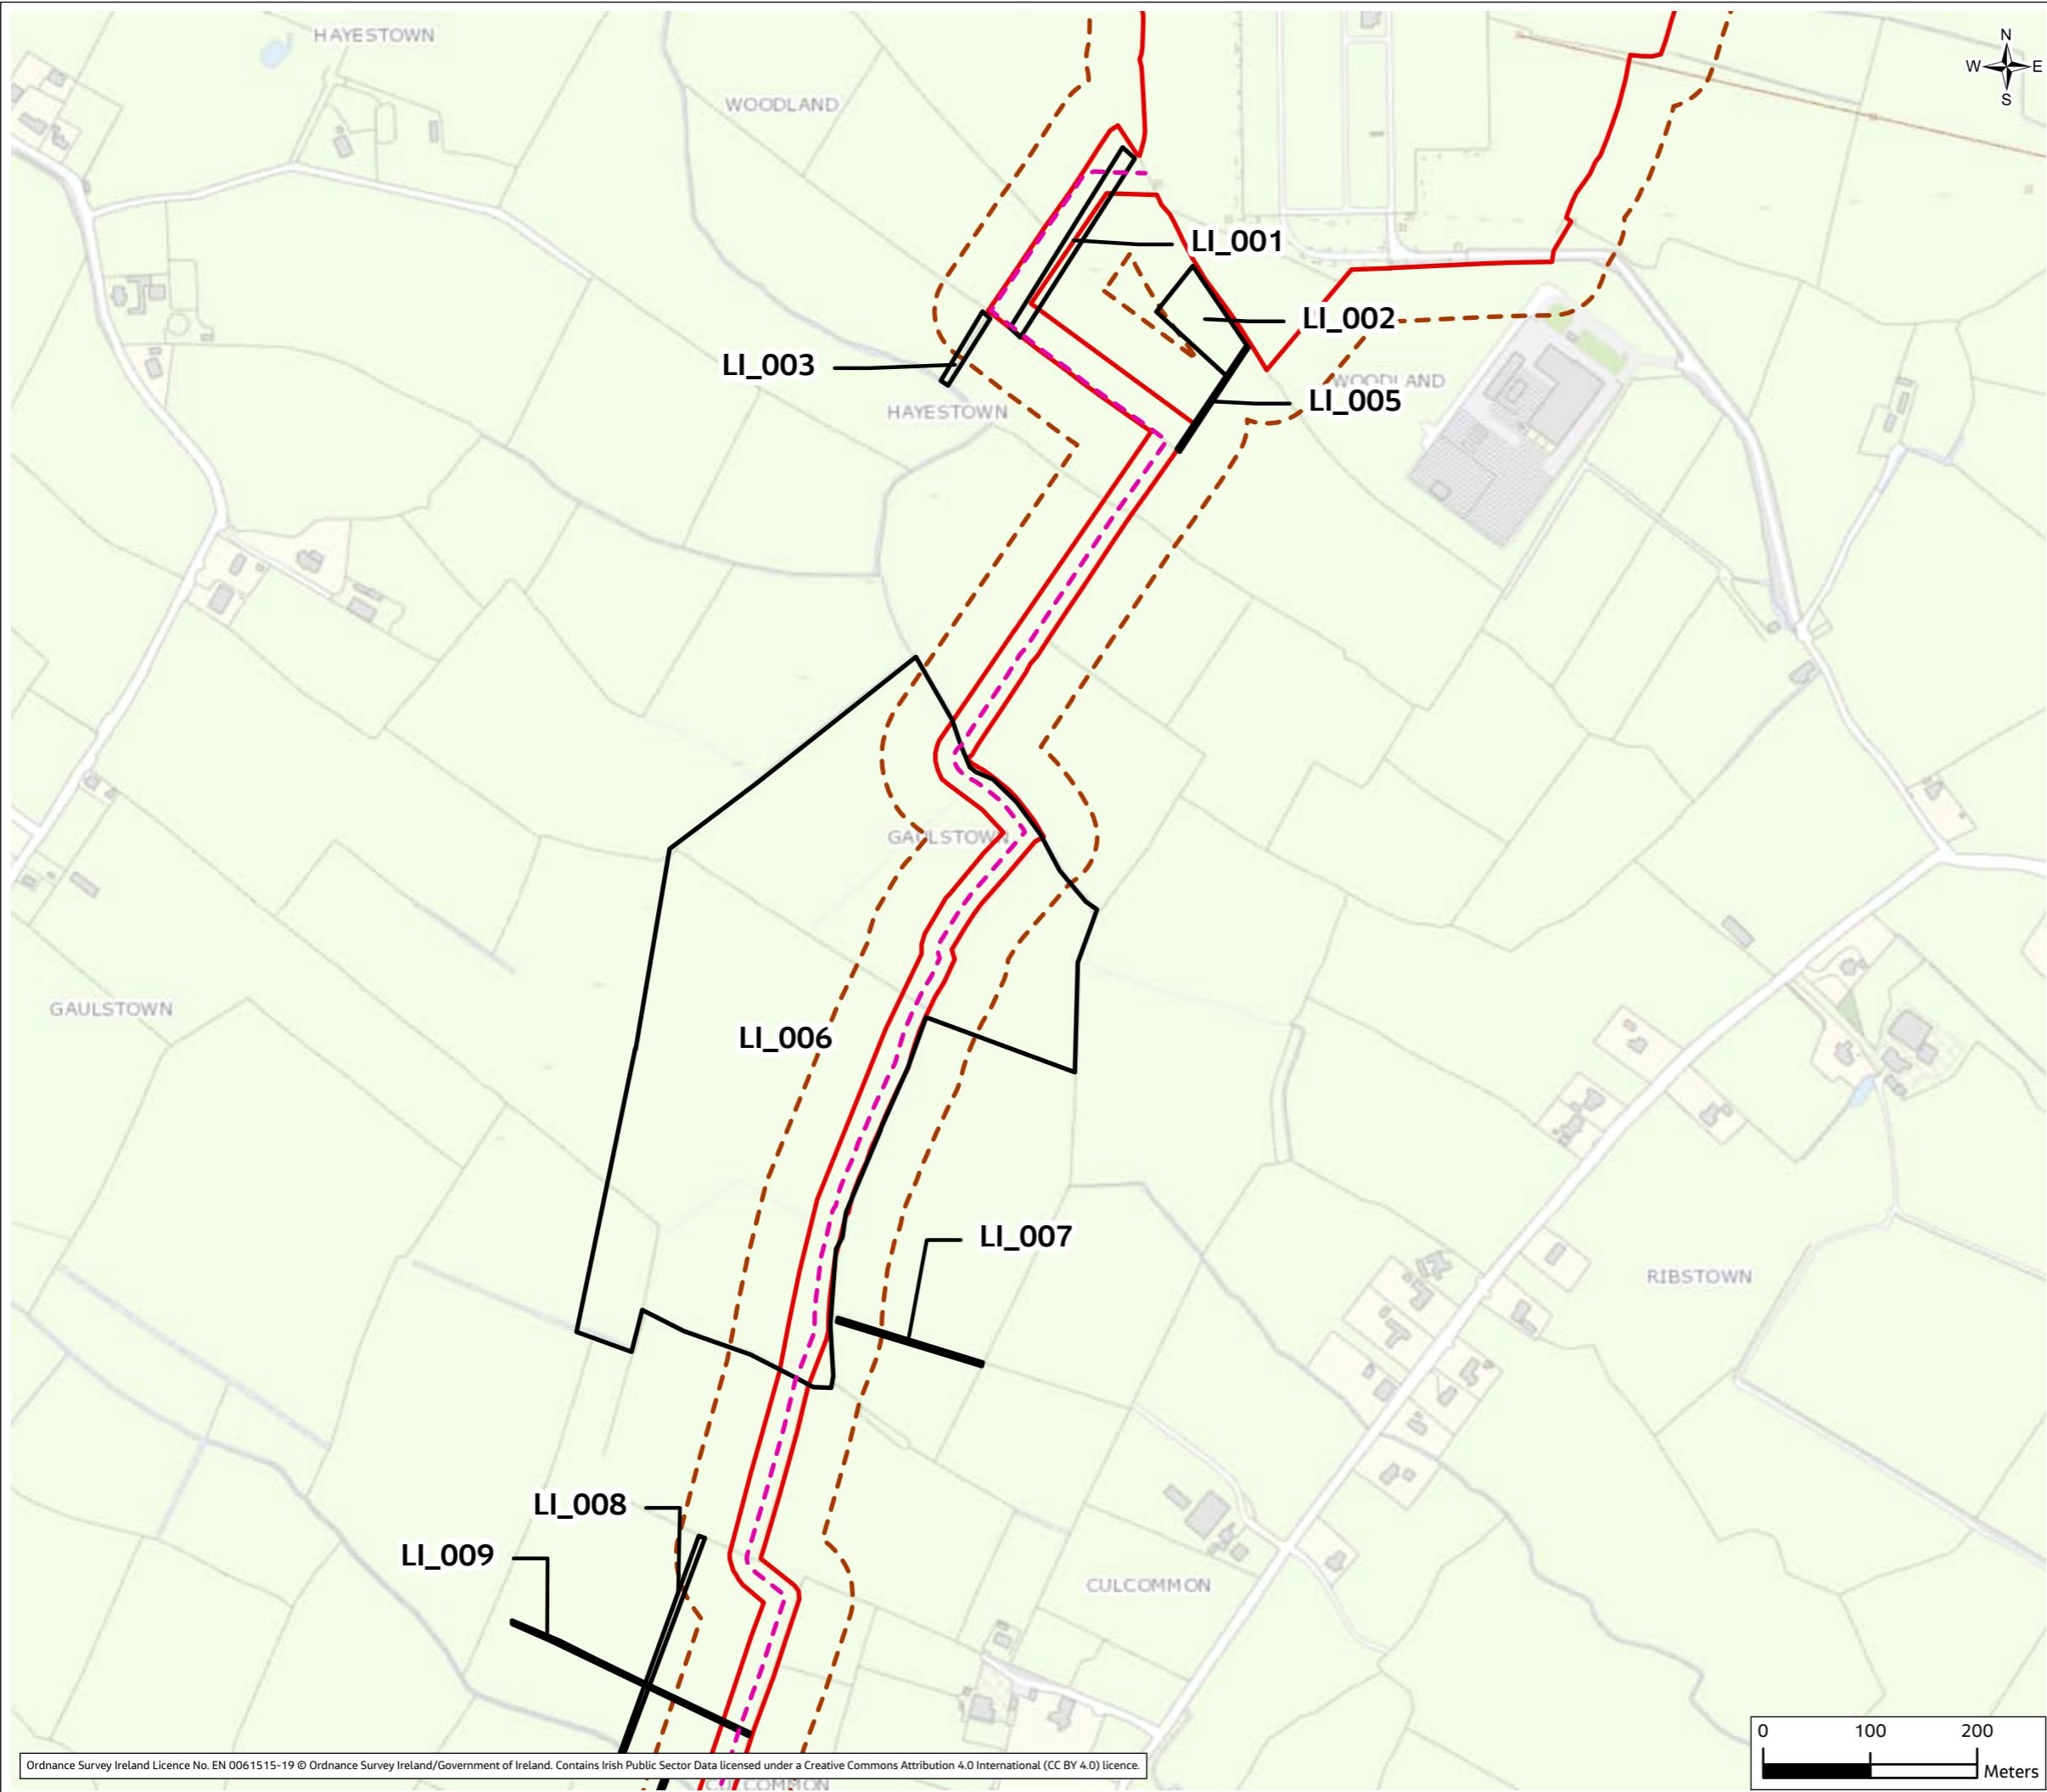 HAYESTOWN
N
W E
S
WOODLAND
LI_001
LI_002
LI_003
WOODLAND
LI_005
HAYESTOWN
GAULSTOWN
GAULSTOWN
LI_006
LI_007
RIBSTOWN
LI_008
LI_009
CULCOMMON
0 100 200
Meters
Ordnance Survey Ireland Licence No. EN 0061515-19 © Ordnance Survey Ireland/Government of Ireland. Contains Irish Public Sector Data licensed under a Creative Commons Attribution 4.0 International (CC BY 4.0) licence.
CULCOMMON